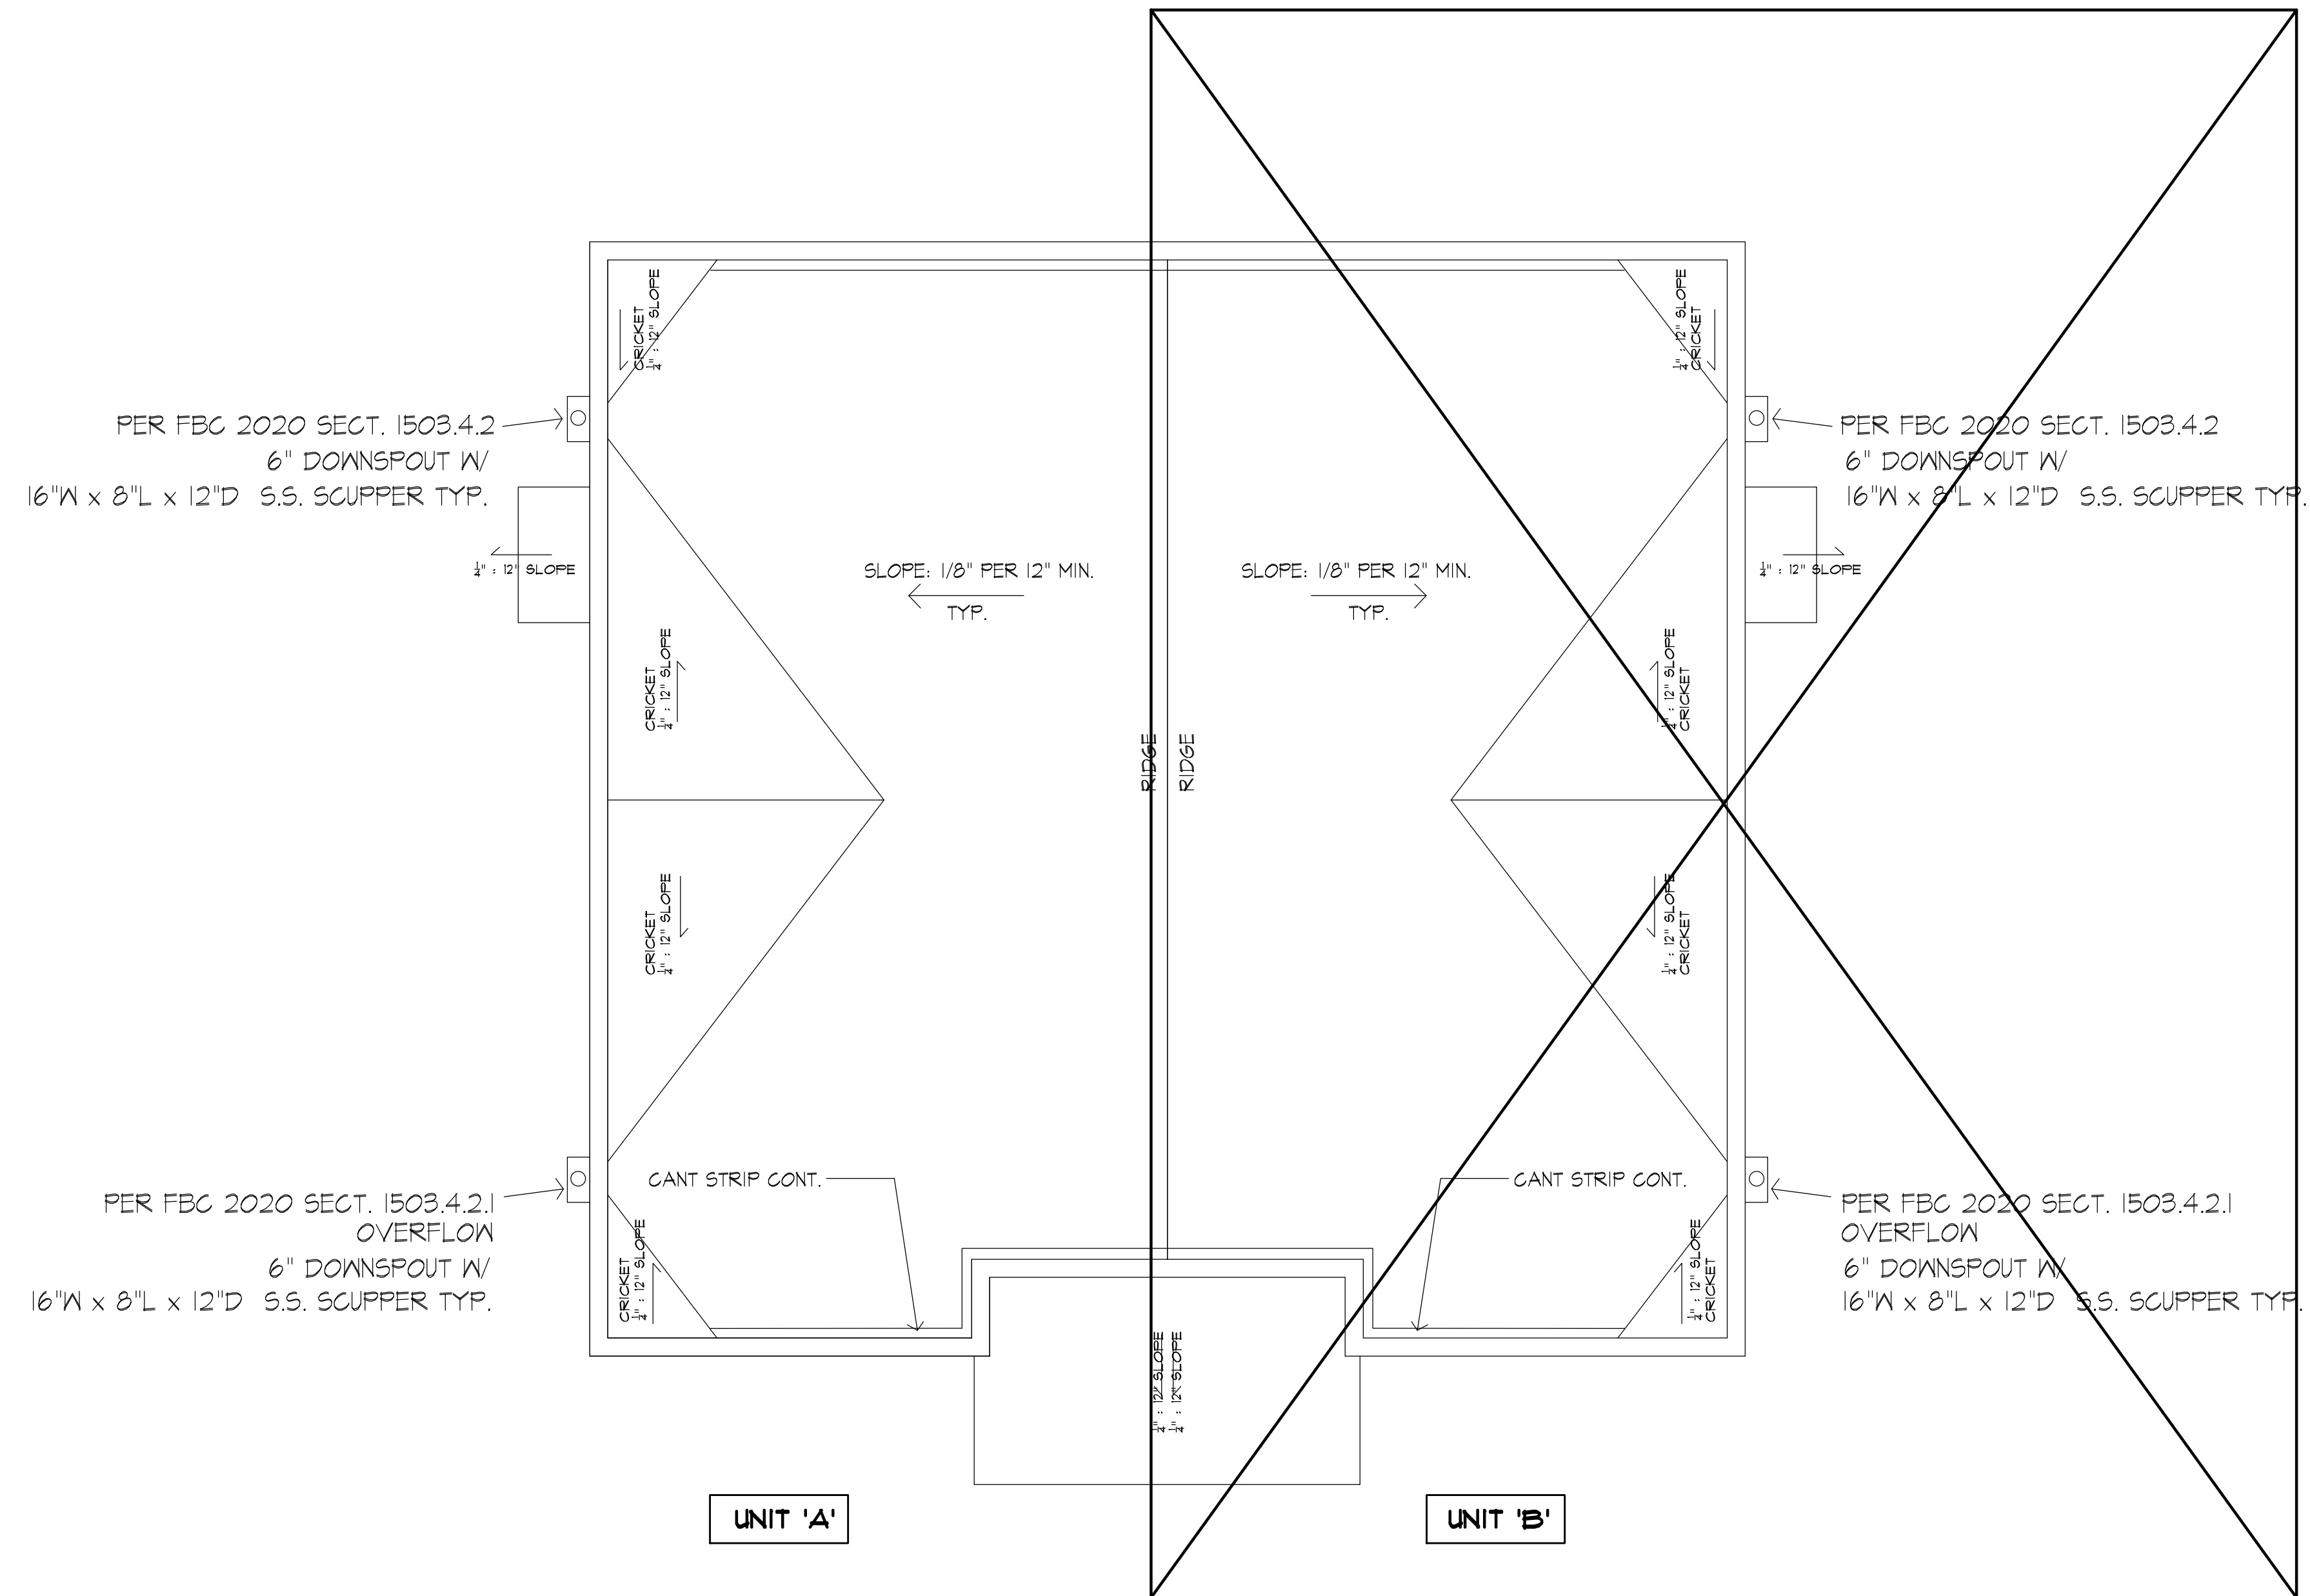 CRICKET
¼" : 12" SLOPE
¼" : 12" SLOPE
CRICKET
PER FBC 2020 SECT. 1503.4.2
6" DOWNSPOUT W/
16"W x 8"L x 12"D S.S. SCUPPER TYP.
PER FBC 2020 SECT. 1503.4.2
6" DOWNSPOUT W/
16"W x 8"L x 12"D S.S. SCUPPER TYP.
¼" : 12" SLOPE
SLOPE: 1/8" PER 12" MIN.
TYP.
SLOPE: 1/8" PER 12" MIN.
TYP.
¼" : 12" SLOPE
CRICKET
¼" : 12" SLOPE
¼" : 12" SLOPE
CRICKET
RIDGE
RIDGE
CRICKET
¼" : 12" SLOPE
¼" : 12" SLOPE
CRICKET
CANT STRIP CONT.
CANT STRIP CONT.
PER FBC 2020 SECT. 1503.4.2.1
OVERFLOW
6" DOWNSPOUT W/
16"W x 8"L x 12"D S.S. SCUPPER TYP.
PER FBC 2020 SECT. 1503.4.2.1
OVERFLOW
6" DOWNSPOUT W/
16"W x 8"L x 12"D S.S. SCUPPER TYP.
CRICKET
¼" : 12" SLOPE
¼" : 12" SLOPE
CRICKET
¼" : 12" SLOPE
¼" : 12" SLOPE
UNIT 'A'
UNIT 'B'